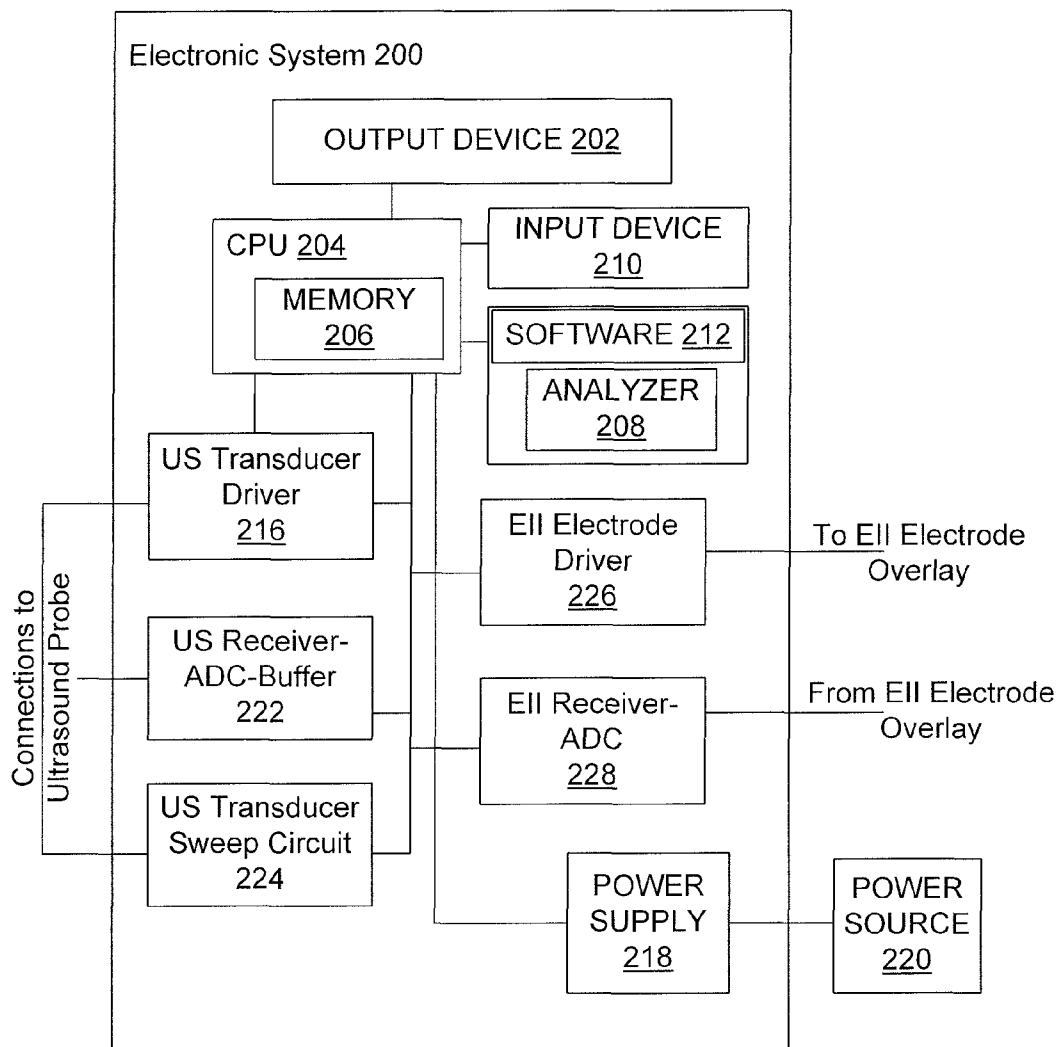 Electronic System 200
OUTPUT DEVICE 202
CPU 204
MEMORY
206
INPUT DEVICE
210
SOFTWARE 212
ANALYZER
208
US Transducer
Driver
216
EII Electrode
Driver
226
To EII Electrode
Overlay
Connections to
Ultrasound Probe
US Receiver-
ADC-Buffer
222
EII Receiver-
ADC
228
From EII Electrode
Overlay
US Transducer
Sweep Circuit
224
POWER
SUPPLY
218
POWER
SOURCE
220